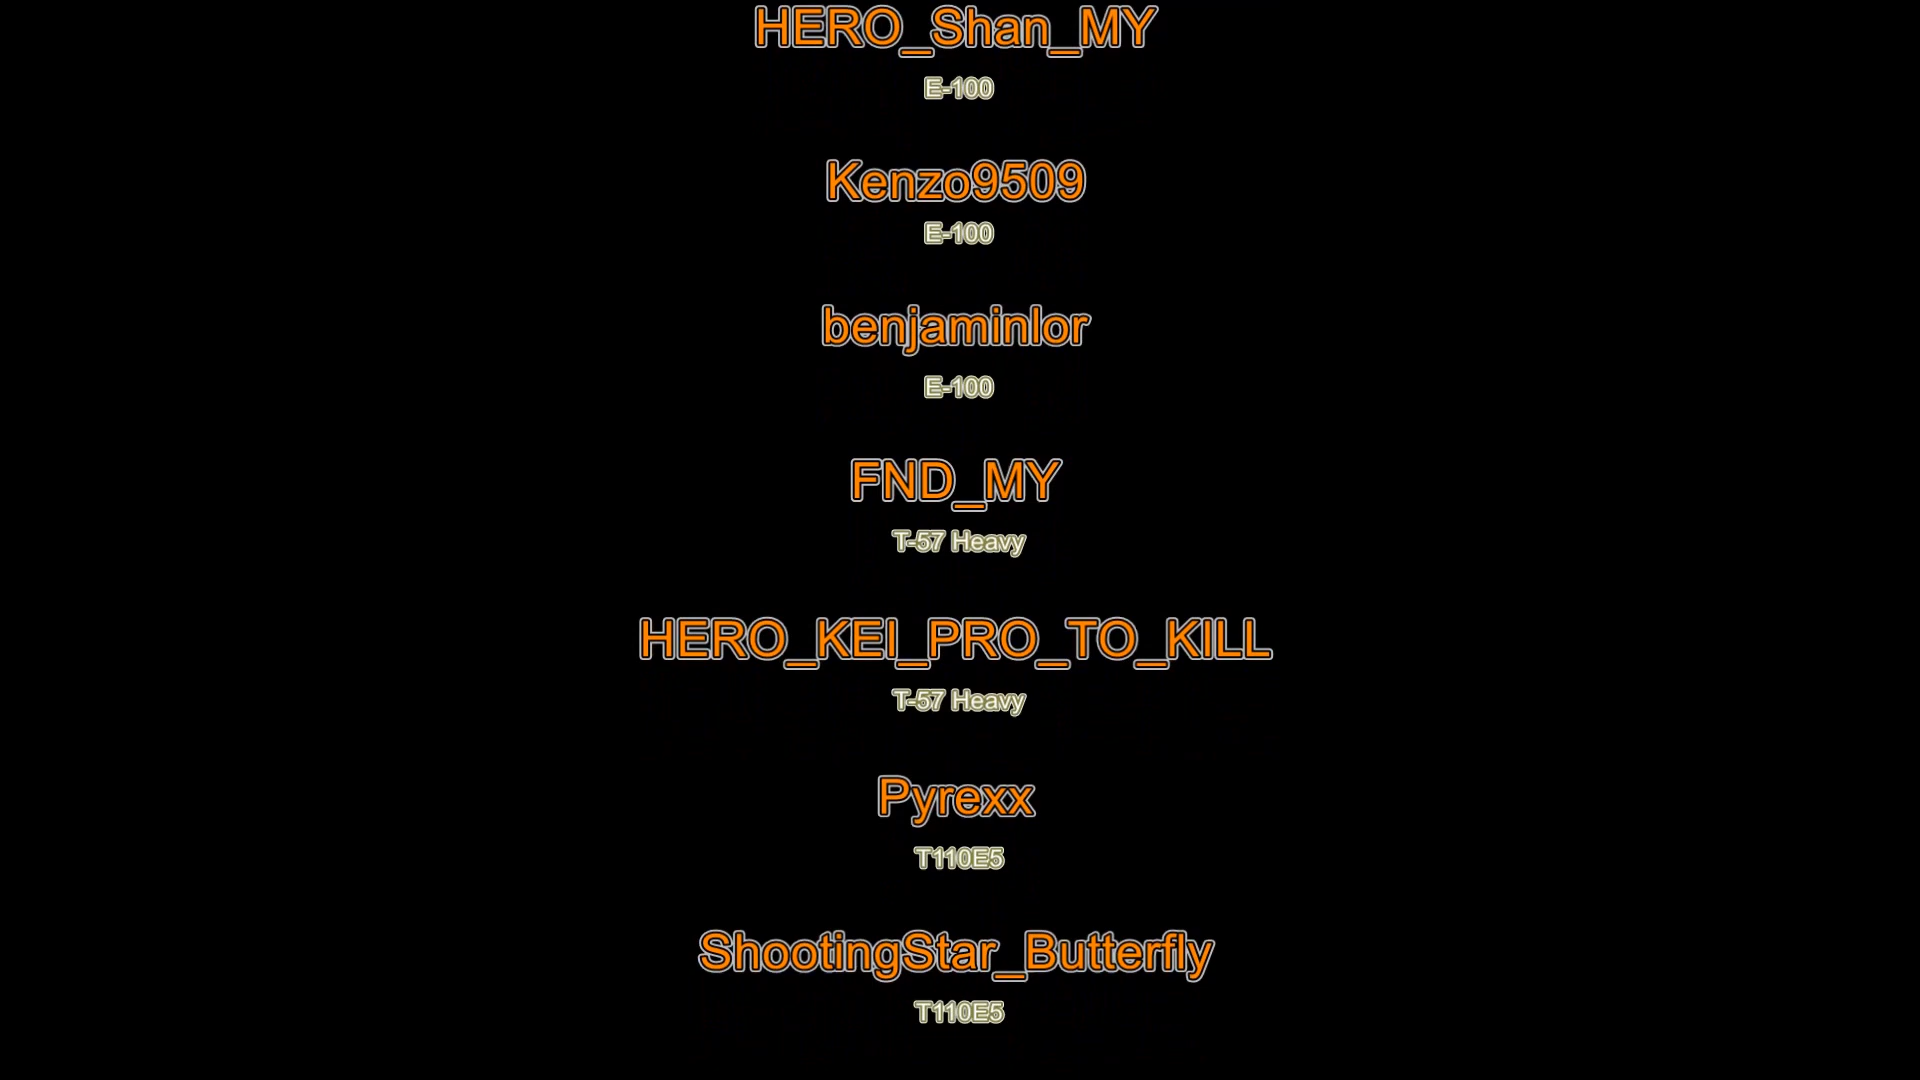 HERO_Shan_MY
E-100
Kenzo9509
E-100
benjaminlor
E-100
FND_MY
T-57 Heavy
HERO_KEI_PRO_TO_KILL
T-57 Heavy
Pyrexx
T110E5
ShootingStar_Butterfly
T110E5